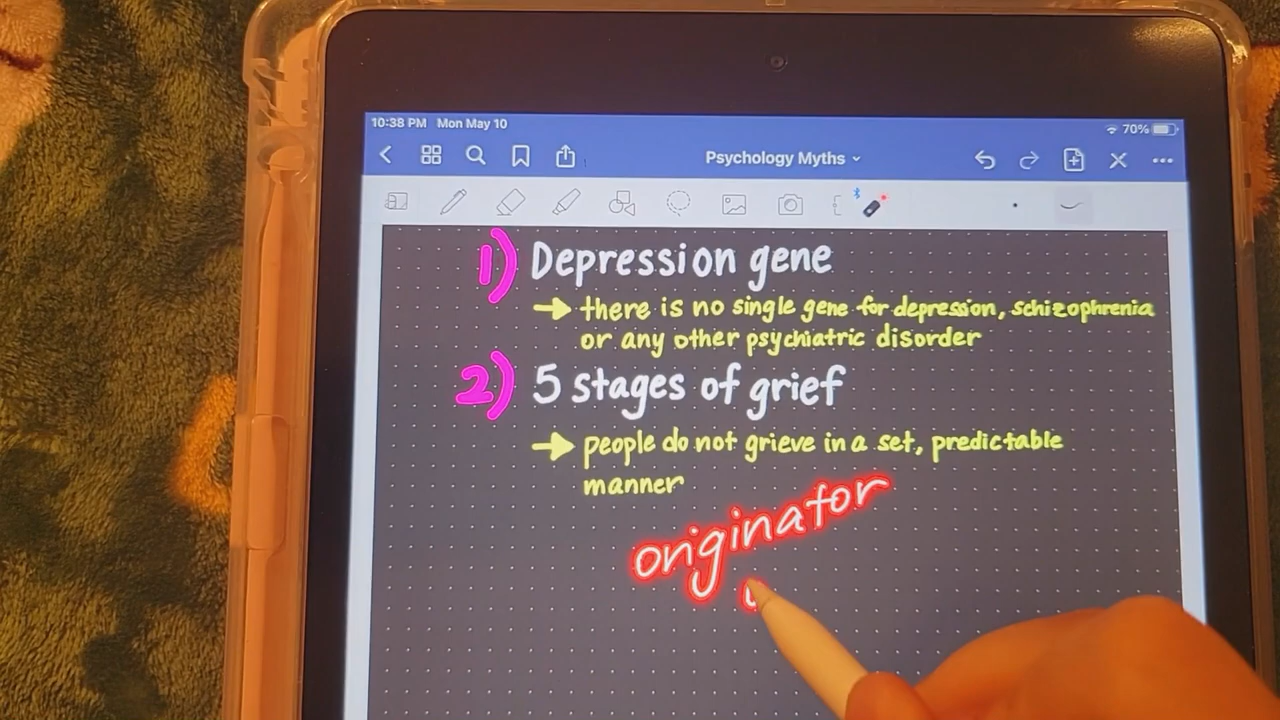 10:38 PM Mon May 10
70%
Psychology Myths
1) Depression gene
→ there is no single gene for depression, schizophrenia
or any other psychiatric disorder
2) 5 stages of grief
→ people do not grieve in a set, predictable
manner
originator